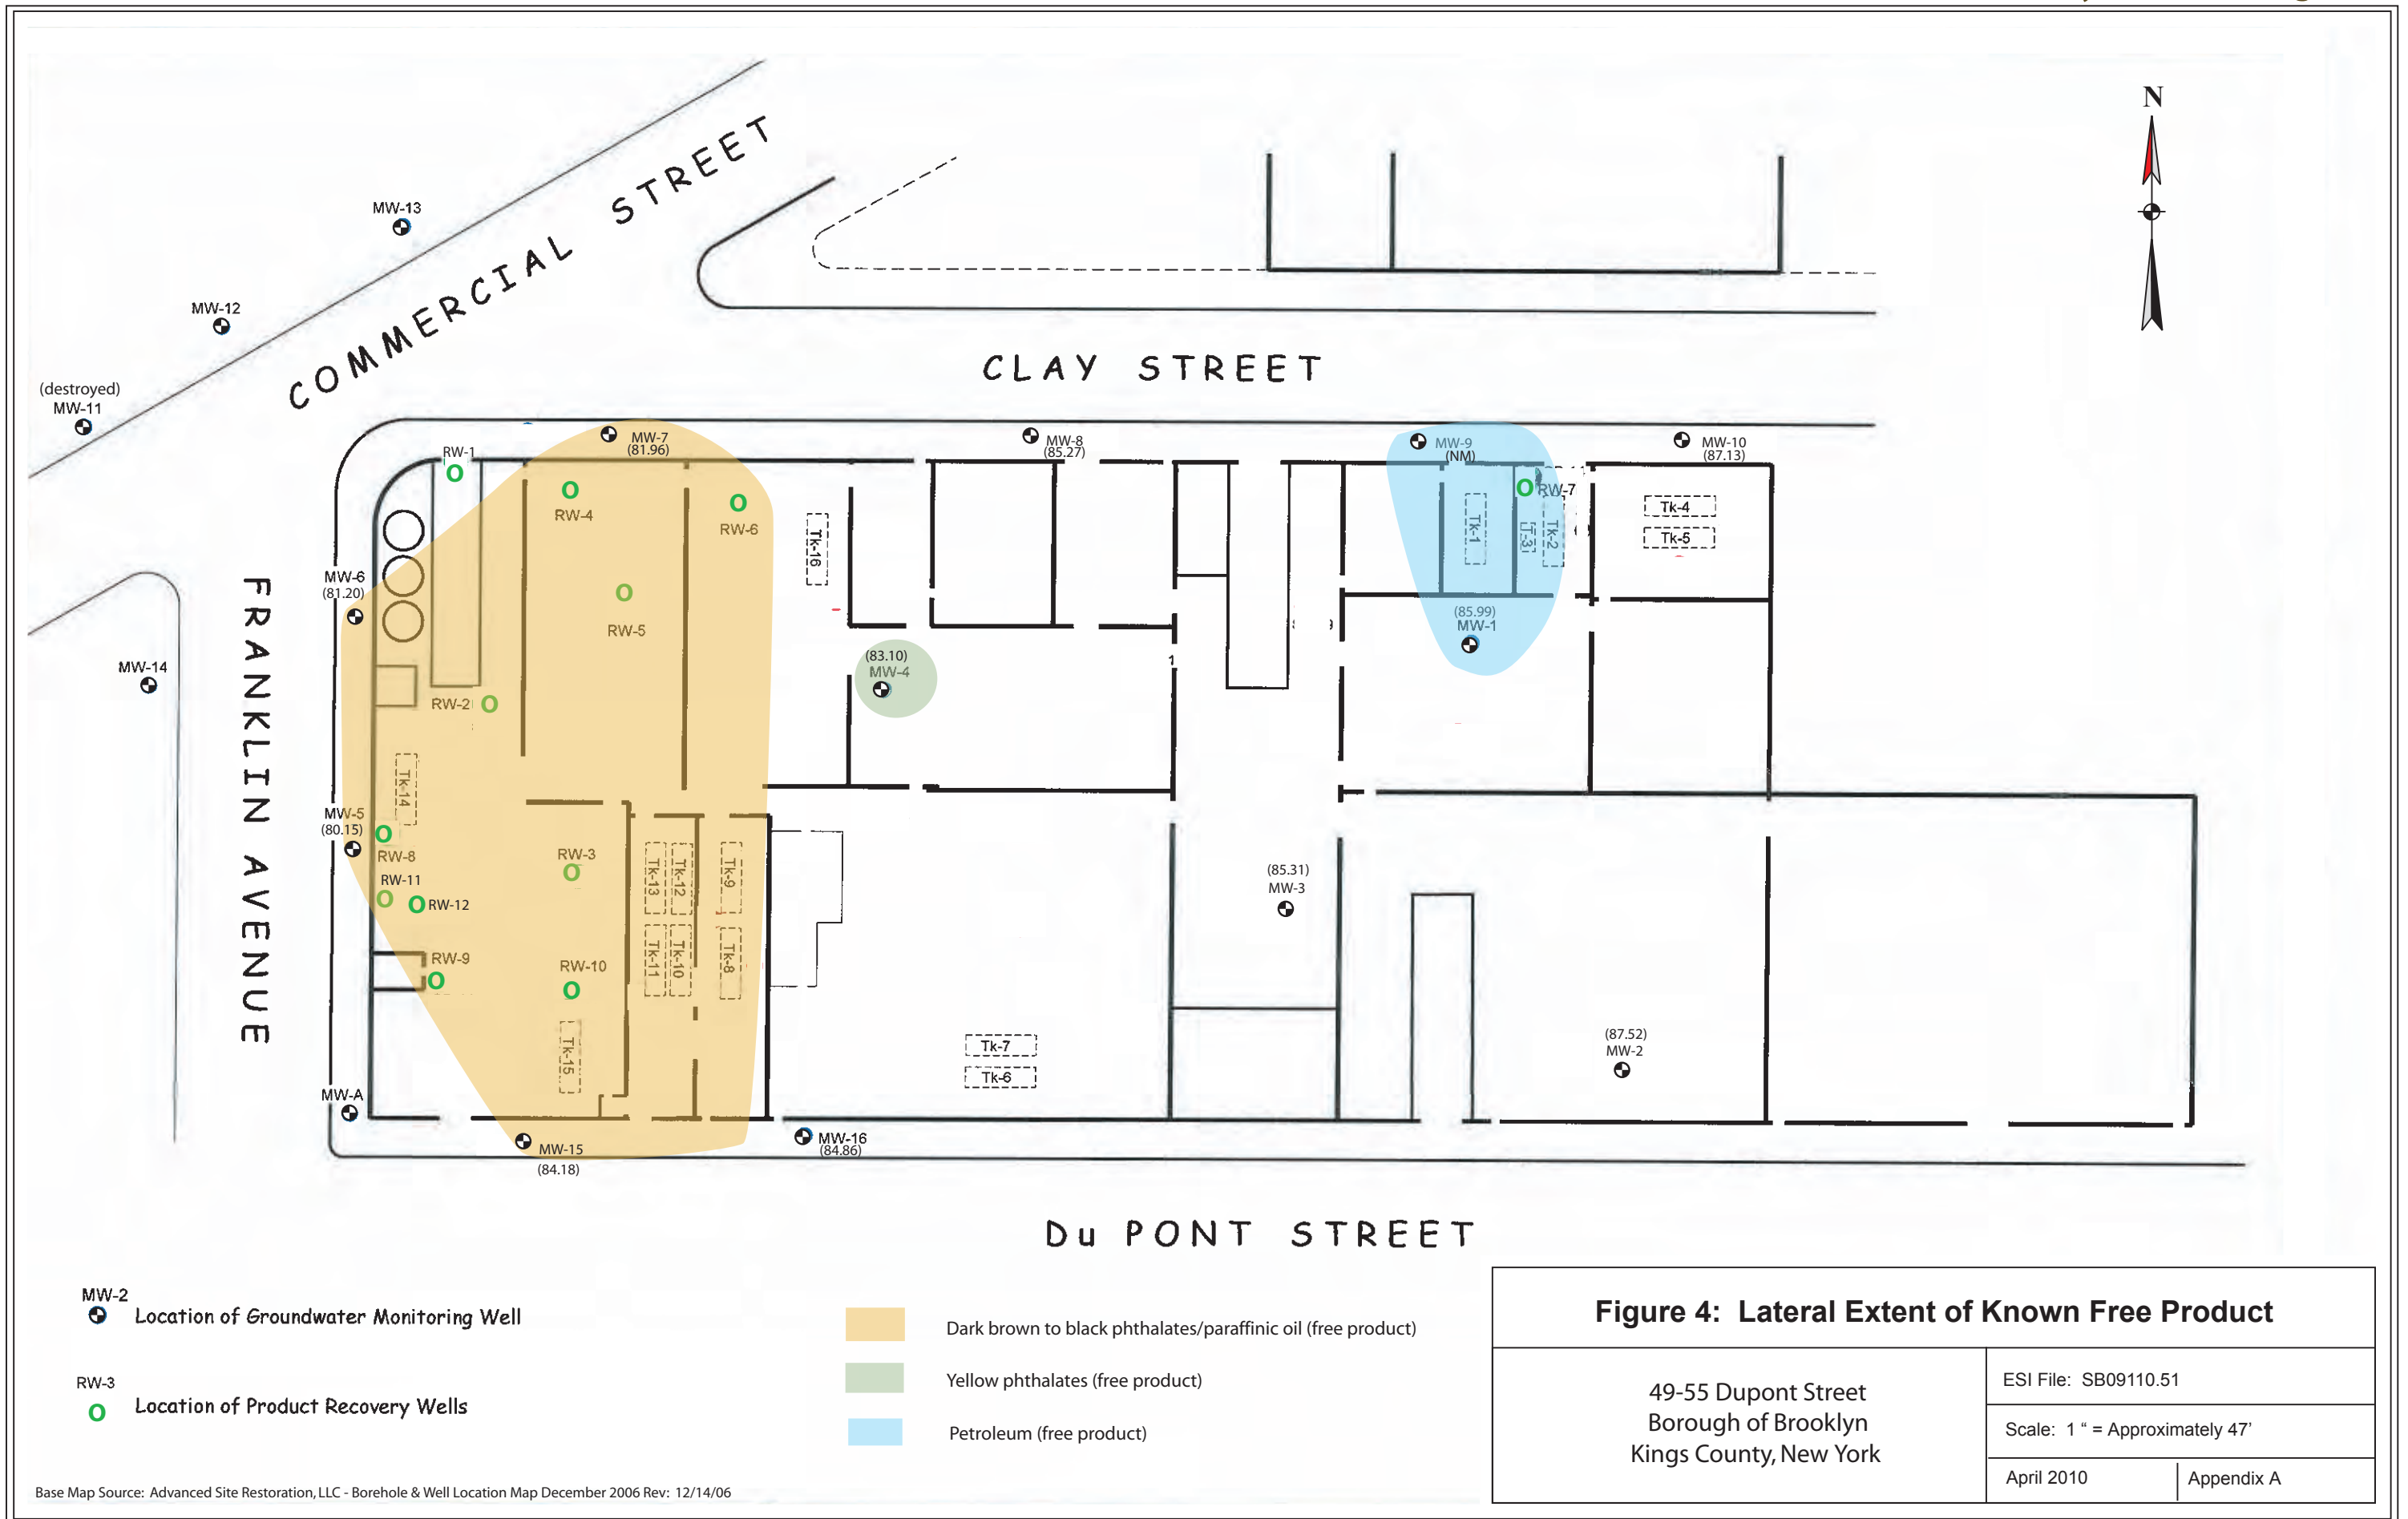 N
COMMERCIAL STREET
MW-13
MW-12
(destroyed)
MW-11
CLAY STREET
RW-1
MW-7
(81.96)
MW-8
(85.27)
MW-9
(NM)
MW-10
(87.13)
RW-4
RW-6
Tk-16
Tk-1
T-3
Tk-2
RW-7
Tk-4
Tk-5
MW-6
(81.20)
RW-5
(85.99)
MW-1
(83.10)
MW-4
MW-14
RW-2
FRANKLIN AVENUE
Tk-14
MW-5
(80.15)
RW-8
RW-3
RW-11
RW-12
Tk-13
Tk-12
Tk-9
(85.31)
MW-3
RW-9
RW-10
Tk-11
Tk-10
Tk-8
Tk-15
Tk-7
Tk-6
(87.52)
MW-2
MW-A
MW-15
(84.18)
MW-16
(84.86)
Du PONT STREET
MW-2
Location of Groundwater Monitoring Well
RW-3
Location of Product Recovery Wells
Dark brown to black phthalates/paraffinic oil (free product)
Yellow phthalates (free product)
Petroleum (free product)
Figure 4: Lateral Extent of Known Free Product
49-55 Dupont Street
Borough of Brooklyn
Kings County, New York
ESI File: SB09110.51
Scale: 1 “ = Approximately 47’
April 2010
Appendix A
Base Map Source: Advanced Site Restoration, LLC - Borehole & Well Location Map December 2006 Rev: 12/14/06